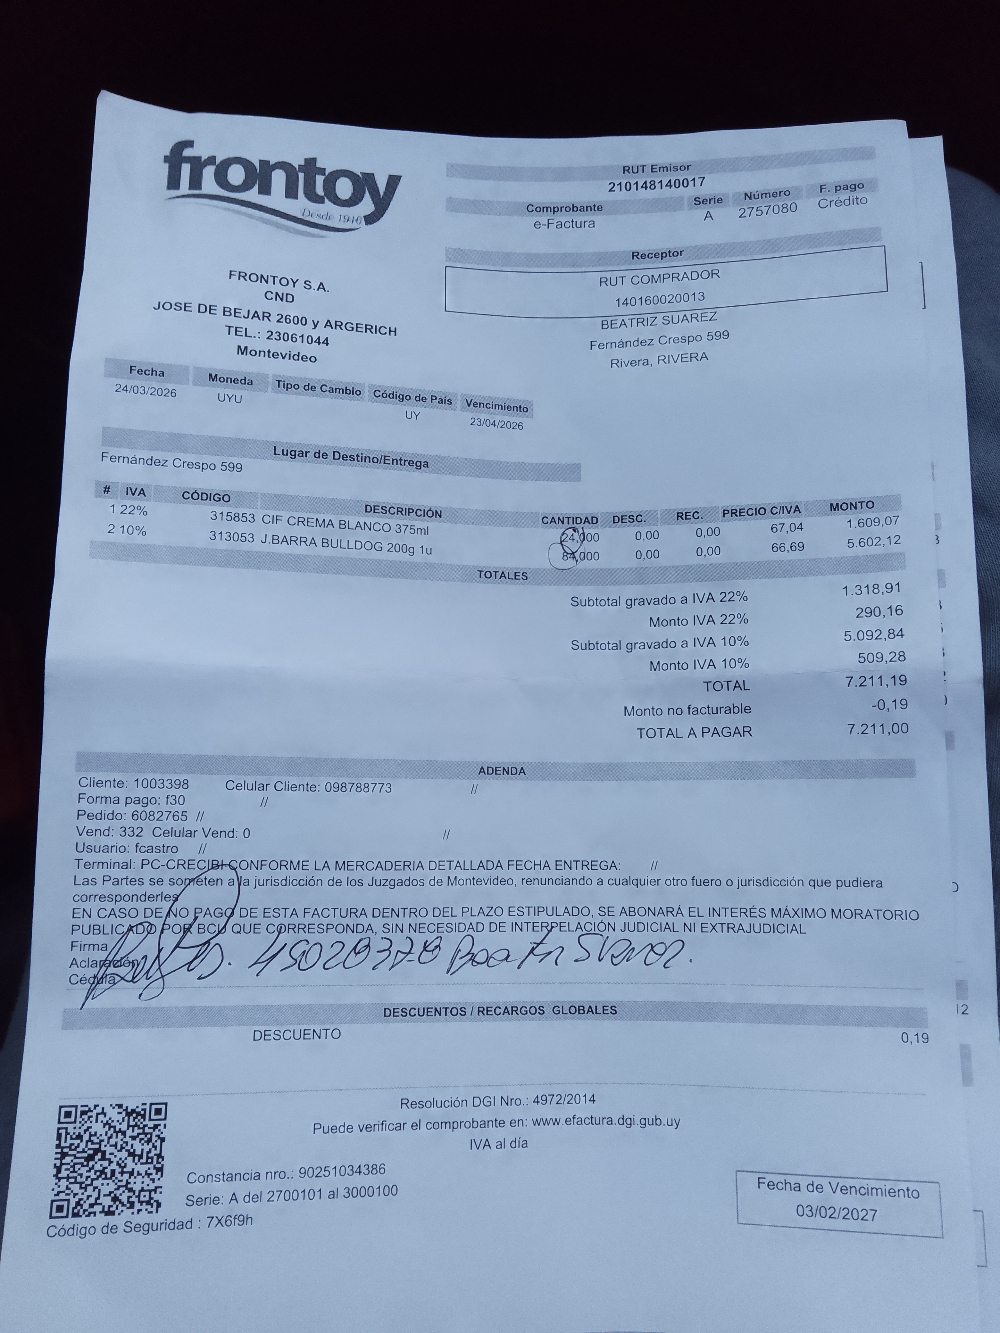 frontoy
Desde 1946
RUT Emisor
210148140017
Comprobante Serie Número F. pago
e-Factura A 2757080 Crédito
Receptor
RUT COMPRADOR
140160020013
BEATRIZ SUAREZ
Fernández Crespo 599
Rivera, RIVERA
FRONTOY S.A.
CND
JOSE DE BEJAR 2600 y ARGERICH
TEL.: 23061044
Montevideo
Fecha Moneda Tipo de Cambio Código de País Vencimiento
24/03/2026 UYU UY 23/04/2026
Lugar de Destino/Entrega
Fernández Crespo 599
# IVA CÓDIGO DESCRIPCIÓN CANTIDAD DESC. REC. PRECIO C/IVA MONTO
1 22% 315853 CIF CREMA BLANCO 375ml 24,000 0,00 0,00 67,04 1.609,07
2 10% 313053 J.BARRA BULLDOG 200g 1u 84,000 0,00 0,00 66,69 5.602,12
TOTALES
Subtotal gravado a IVA 22% 1.318,91
Monto IVA 22% 290,16
Subtotal gravado a IVA 10% 5.092,84
Monto IVA 10% 509,28
TOTAL 7.211,19
Monto no facturable -0,19
TOTAL A PAGAR 7.211,00
ADENDA
Cliente: 1003398 Celular Cliente: 098788773 //
Forma pago: f30 //
Pedido: 6082765 //
Vend: 332 Celular Vend: 0 //
Usuario: fcastro //
Terminal: PC-CRECIBI CONFORME LA MERCADERIA DETALLADA FECHA ENTREGA: //
Las Partes se someten a la jurisdicción de los Juzgados de Montevideo, renunciando a cualquier otro fuero o jurisdicción que pudiera
corresponderles
EN CASO DE NO PAGO DE ESTA FACTURA DENTRO DEL PLAZO ESTIPULADO, SE ABONARÁ EL INTERÉS MÁXIMO MORATORIO
PUBLICADO POR BCU QUE CORRESPONDA, SIN NECESIDAD DE INTERPELACIÓN JUDICIAL NI EXTRAJUDICIAL
Firma
Aclaración
Cédula
DESCUENTOS / RECARGOS GLOBALES
DESCUENTO 0,19
Resolución DGI Nro.: 4972/2014
Puede verificar el comprobante en: www.efactura.dgi.gub.uy
IVA al día
Constancia nro.: 90251034386
Serie: A del 2700101 al 3000100
Código de Seguridad : 7X6f9h
Fecha de Vencimiento
03/02/2027